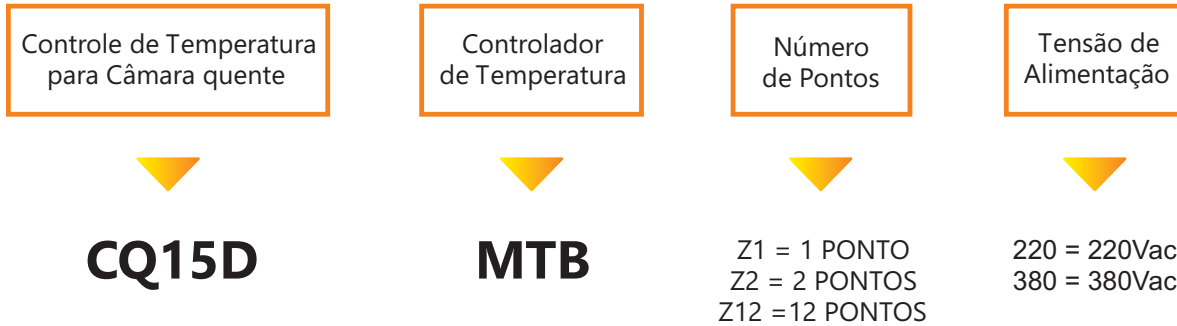 Controle de Temperatura
para Câmara quente
Controlador
de Temperatura
Número
de Pontos
Tensão de
Alimentação
CQ15D
MTB
Z1 = 1 PONTO
Z2 = 2 PONTOS
Z12 =12 PONTOS
220 = 220Vac
380 = 380Vac